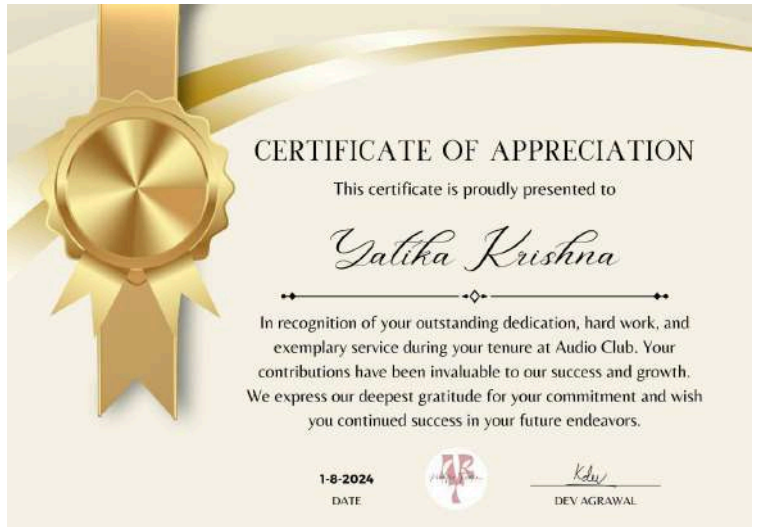 CERTIFICATE OF APPRECIATION
This certificate is proudly presented to
Yatika Krishna
In recognition of your outstanding dedication, hard work, and
exemplary service during your tenure at Audio Club. Your
contributions have been invaluable to our success and growth.
We express our deepest gratitude for your commitment and wish
you continued success in your future endeavors.
1-8-2024
DATE
DEV AGRAWAL